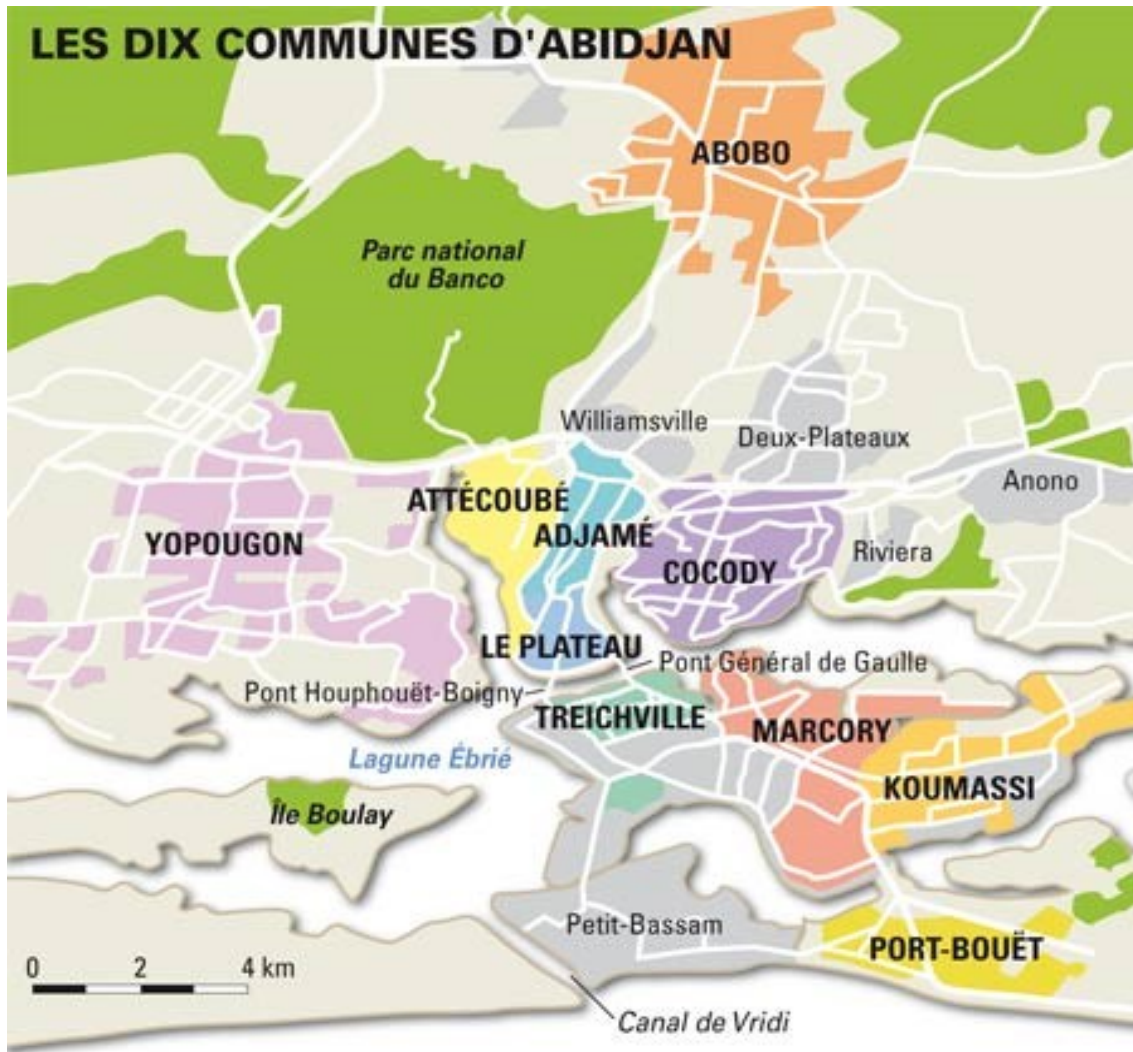 LES DIX COMMUNES D'ABIDJAN
ABOBO
Parc national
du Banco
Williamsville
Deux-Plateaux
Anono
ATTÉCOUBÉ
ADJAMÉ
YOPOUGON
COCODY
Riviera
LE PLATEAU
Pont Général de Gaulle
Pont Houphouët-Boigny
TREICHVILLE
MARCORY
Lagune Ébrié
KOUMASSI
Île Boulay
Petit-Bassam
PORT-BOUËT
0 2 4 km
Canal de Vridi